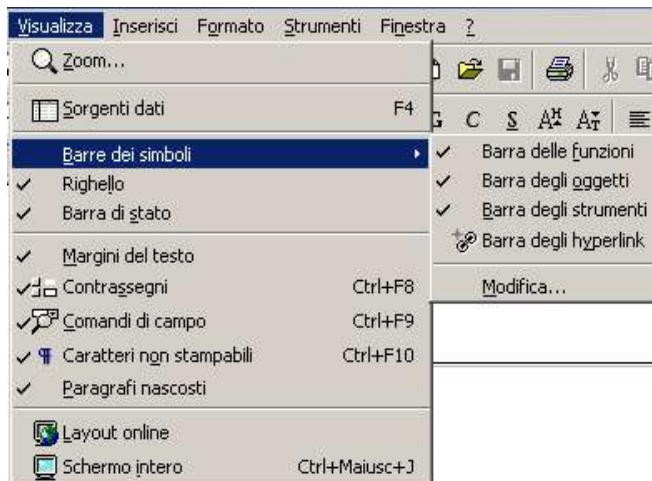 Visualizza Inserisci Formato Strumenti Finestra ?
Zoom...
Sorgenti dati F4
G C S
Barre dei simboli
Righello
Barra di stato
Margini del testo
Contrassegni Ctrl+F8
Comandi di campo Ctrl+F9
Caratteri non stampabili Ctrl+F10
Paragrafi nascosti
Layout online
Schermo intero Ctrl+Maiusc+J
Barra delle funzioni
Barra degli oggetti
Barra degli strumenti
Barra degli hyperlink
Modifica...